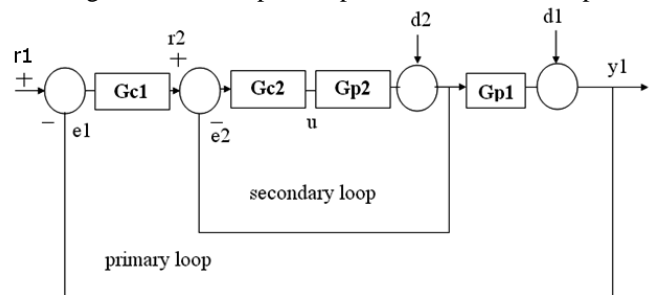 d2
d1
r1
+
r2
+
y1
Gc1
Gc2
Gp2
Gp1
−
e1
−
e2
u
secondary loop
primary loop